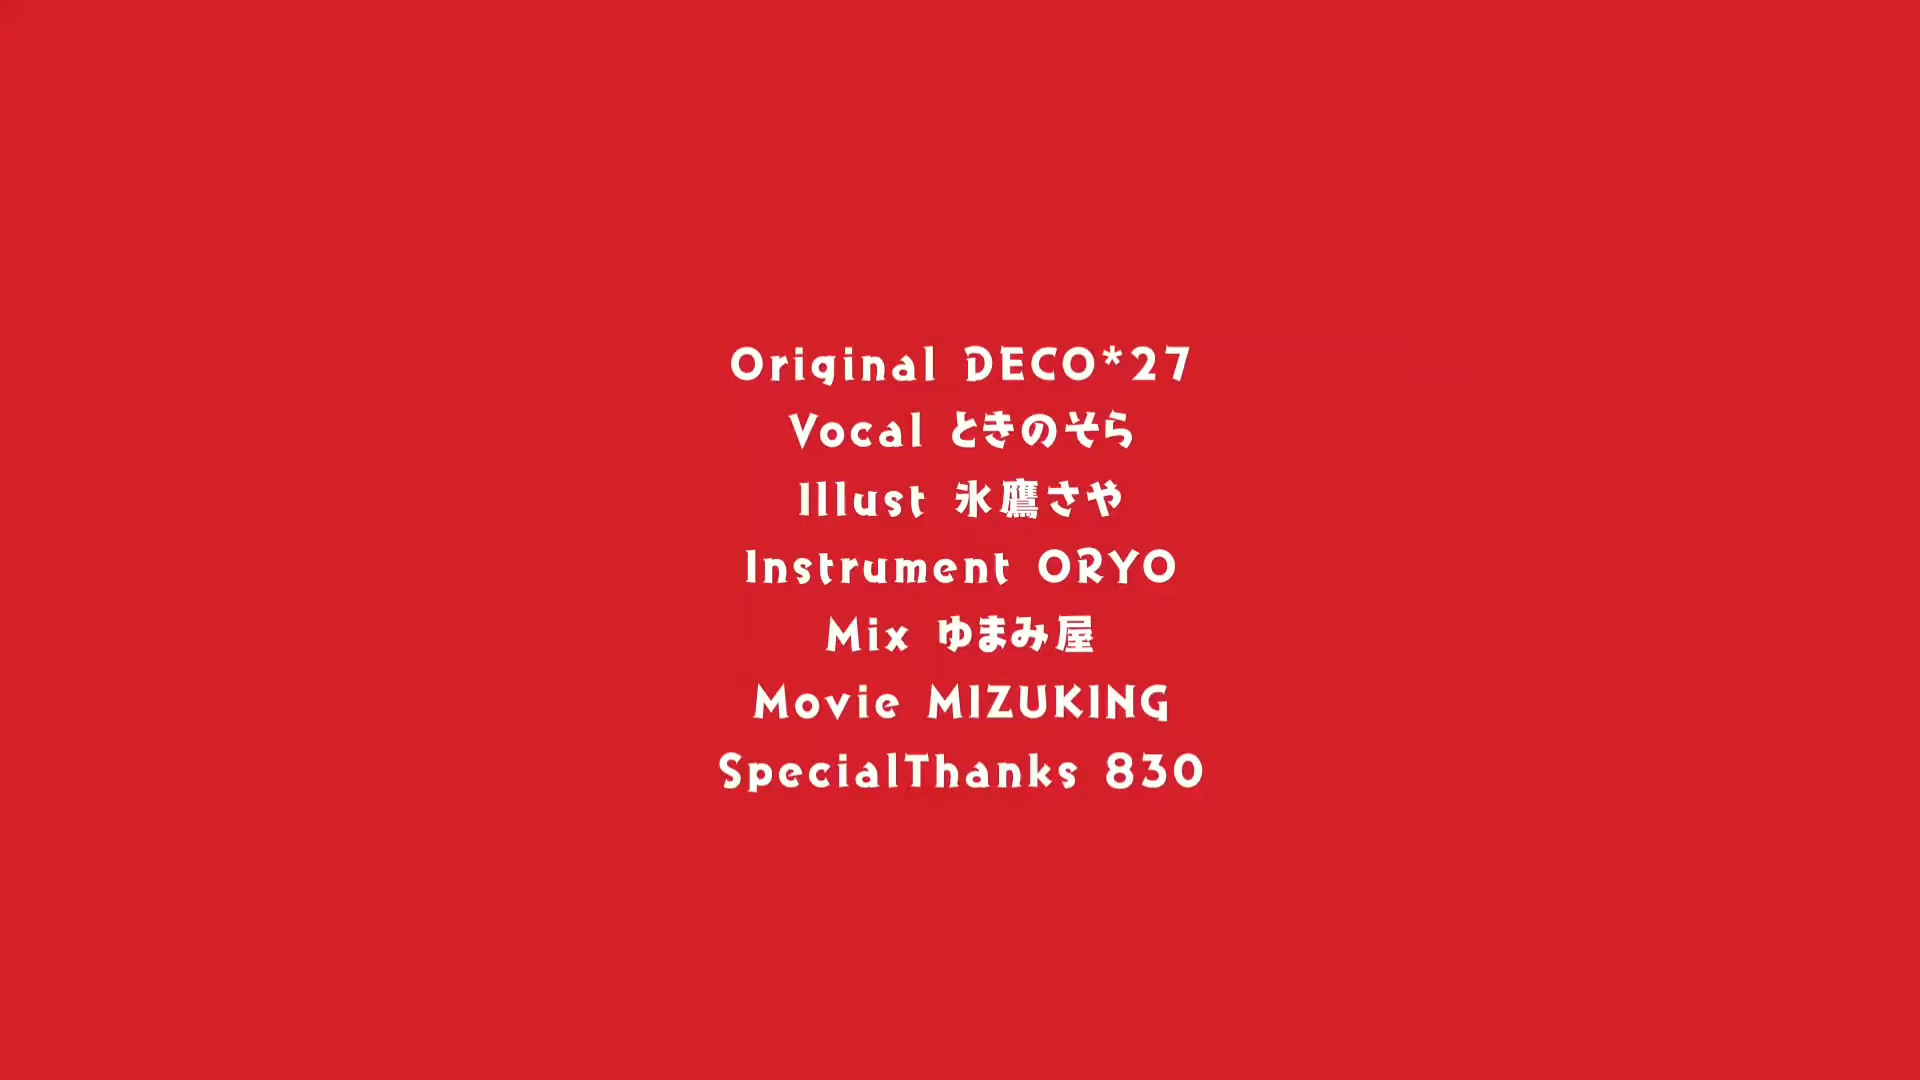 Original DECO*27
Vocal ときのそら
Illust 氷鷹さや
Instrument ORYO
Mix ゆまみ屋
Movie MIZUKING
SpecialThanks 830